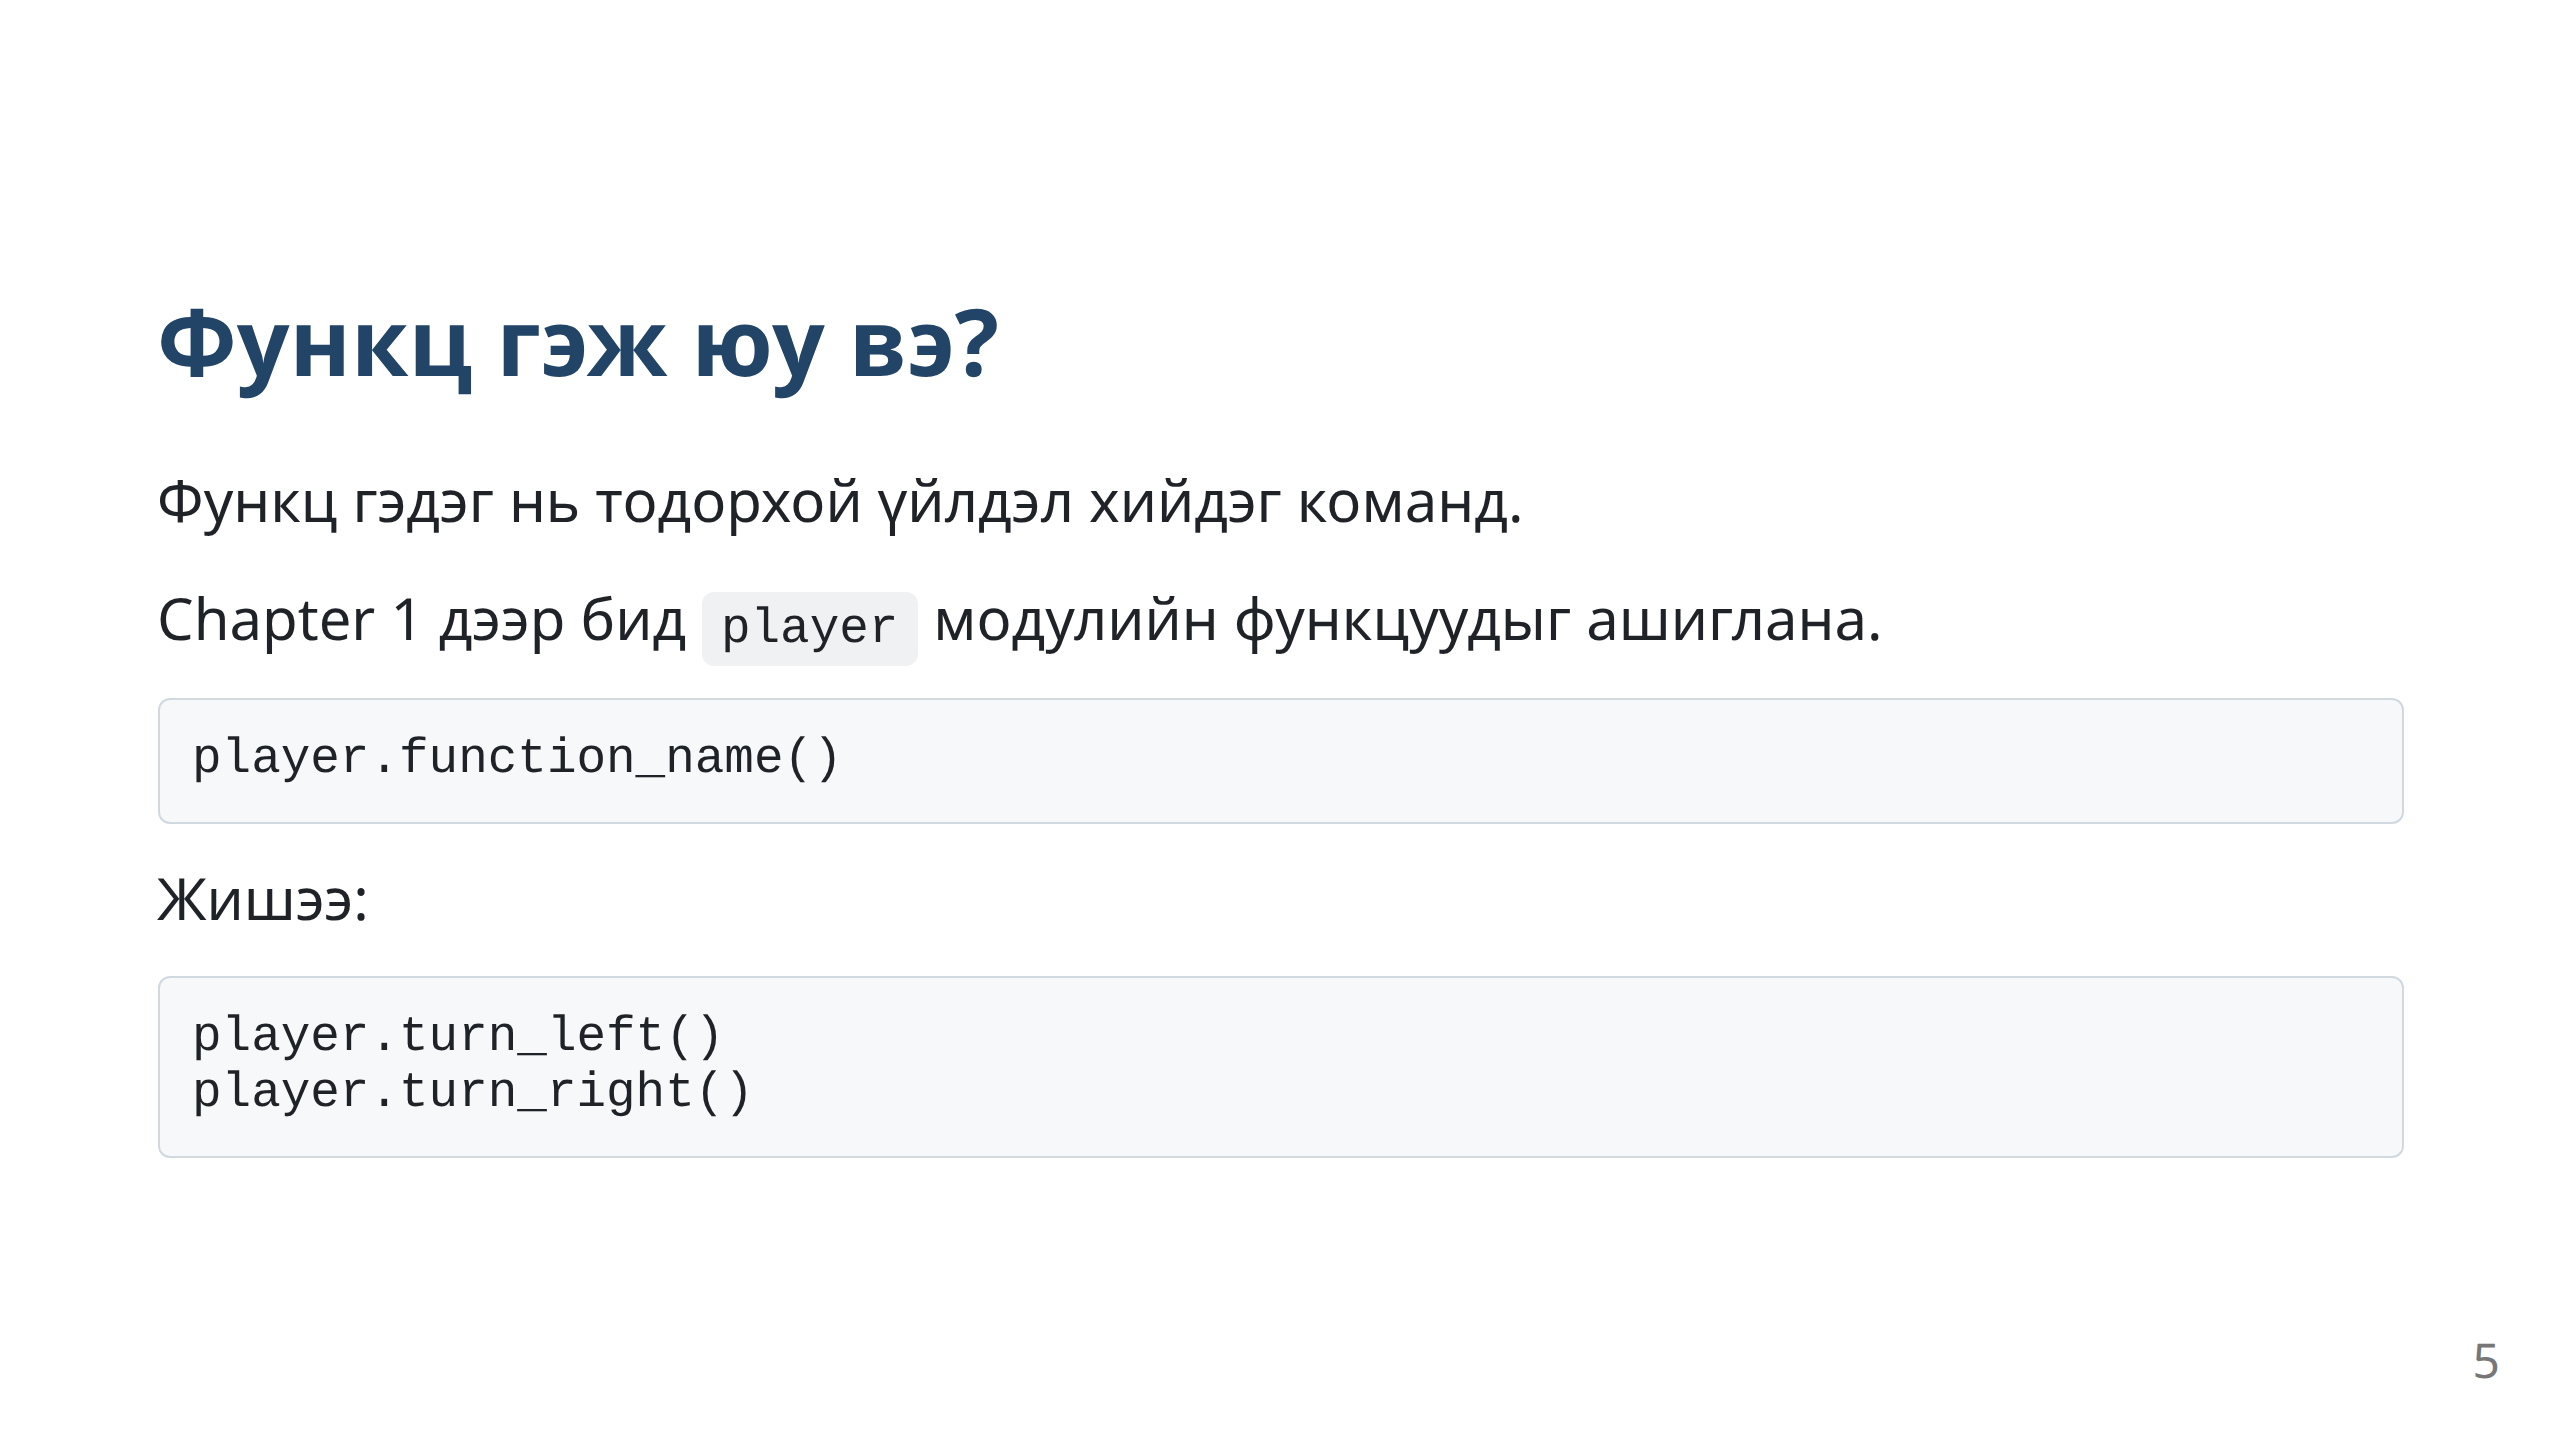 Функц гэж юу вэ?
Функц гэдэг нь тодорхой үйлдэл хийдэг команд.
Chapter 1 дээр бид player модулийн функцуудыг ашиглана.
player.function_name()
Жишээ:
player.turn_left()
player.turn_right()
5